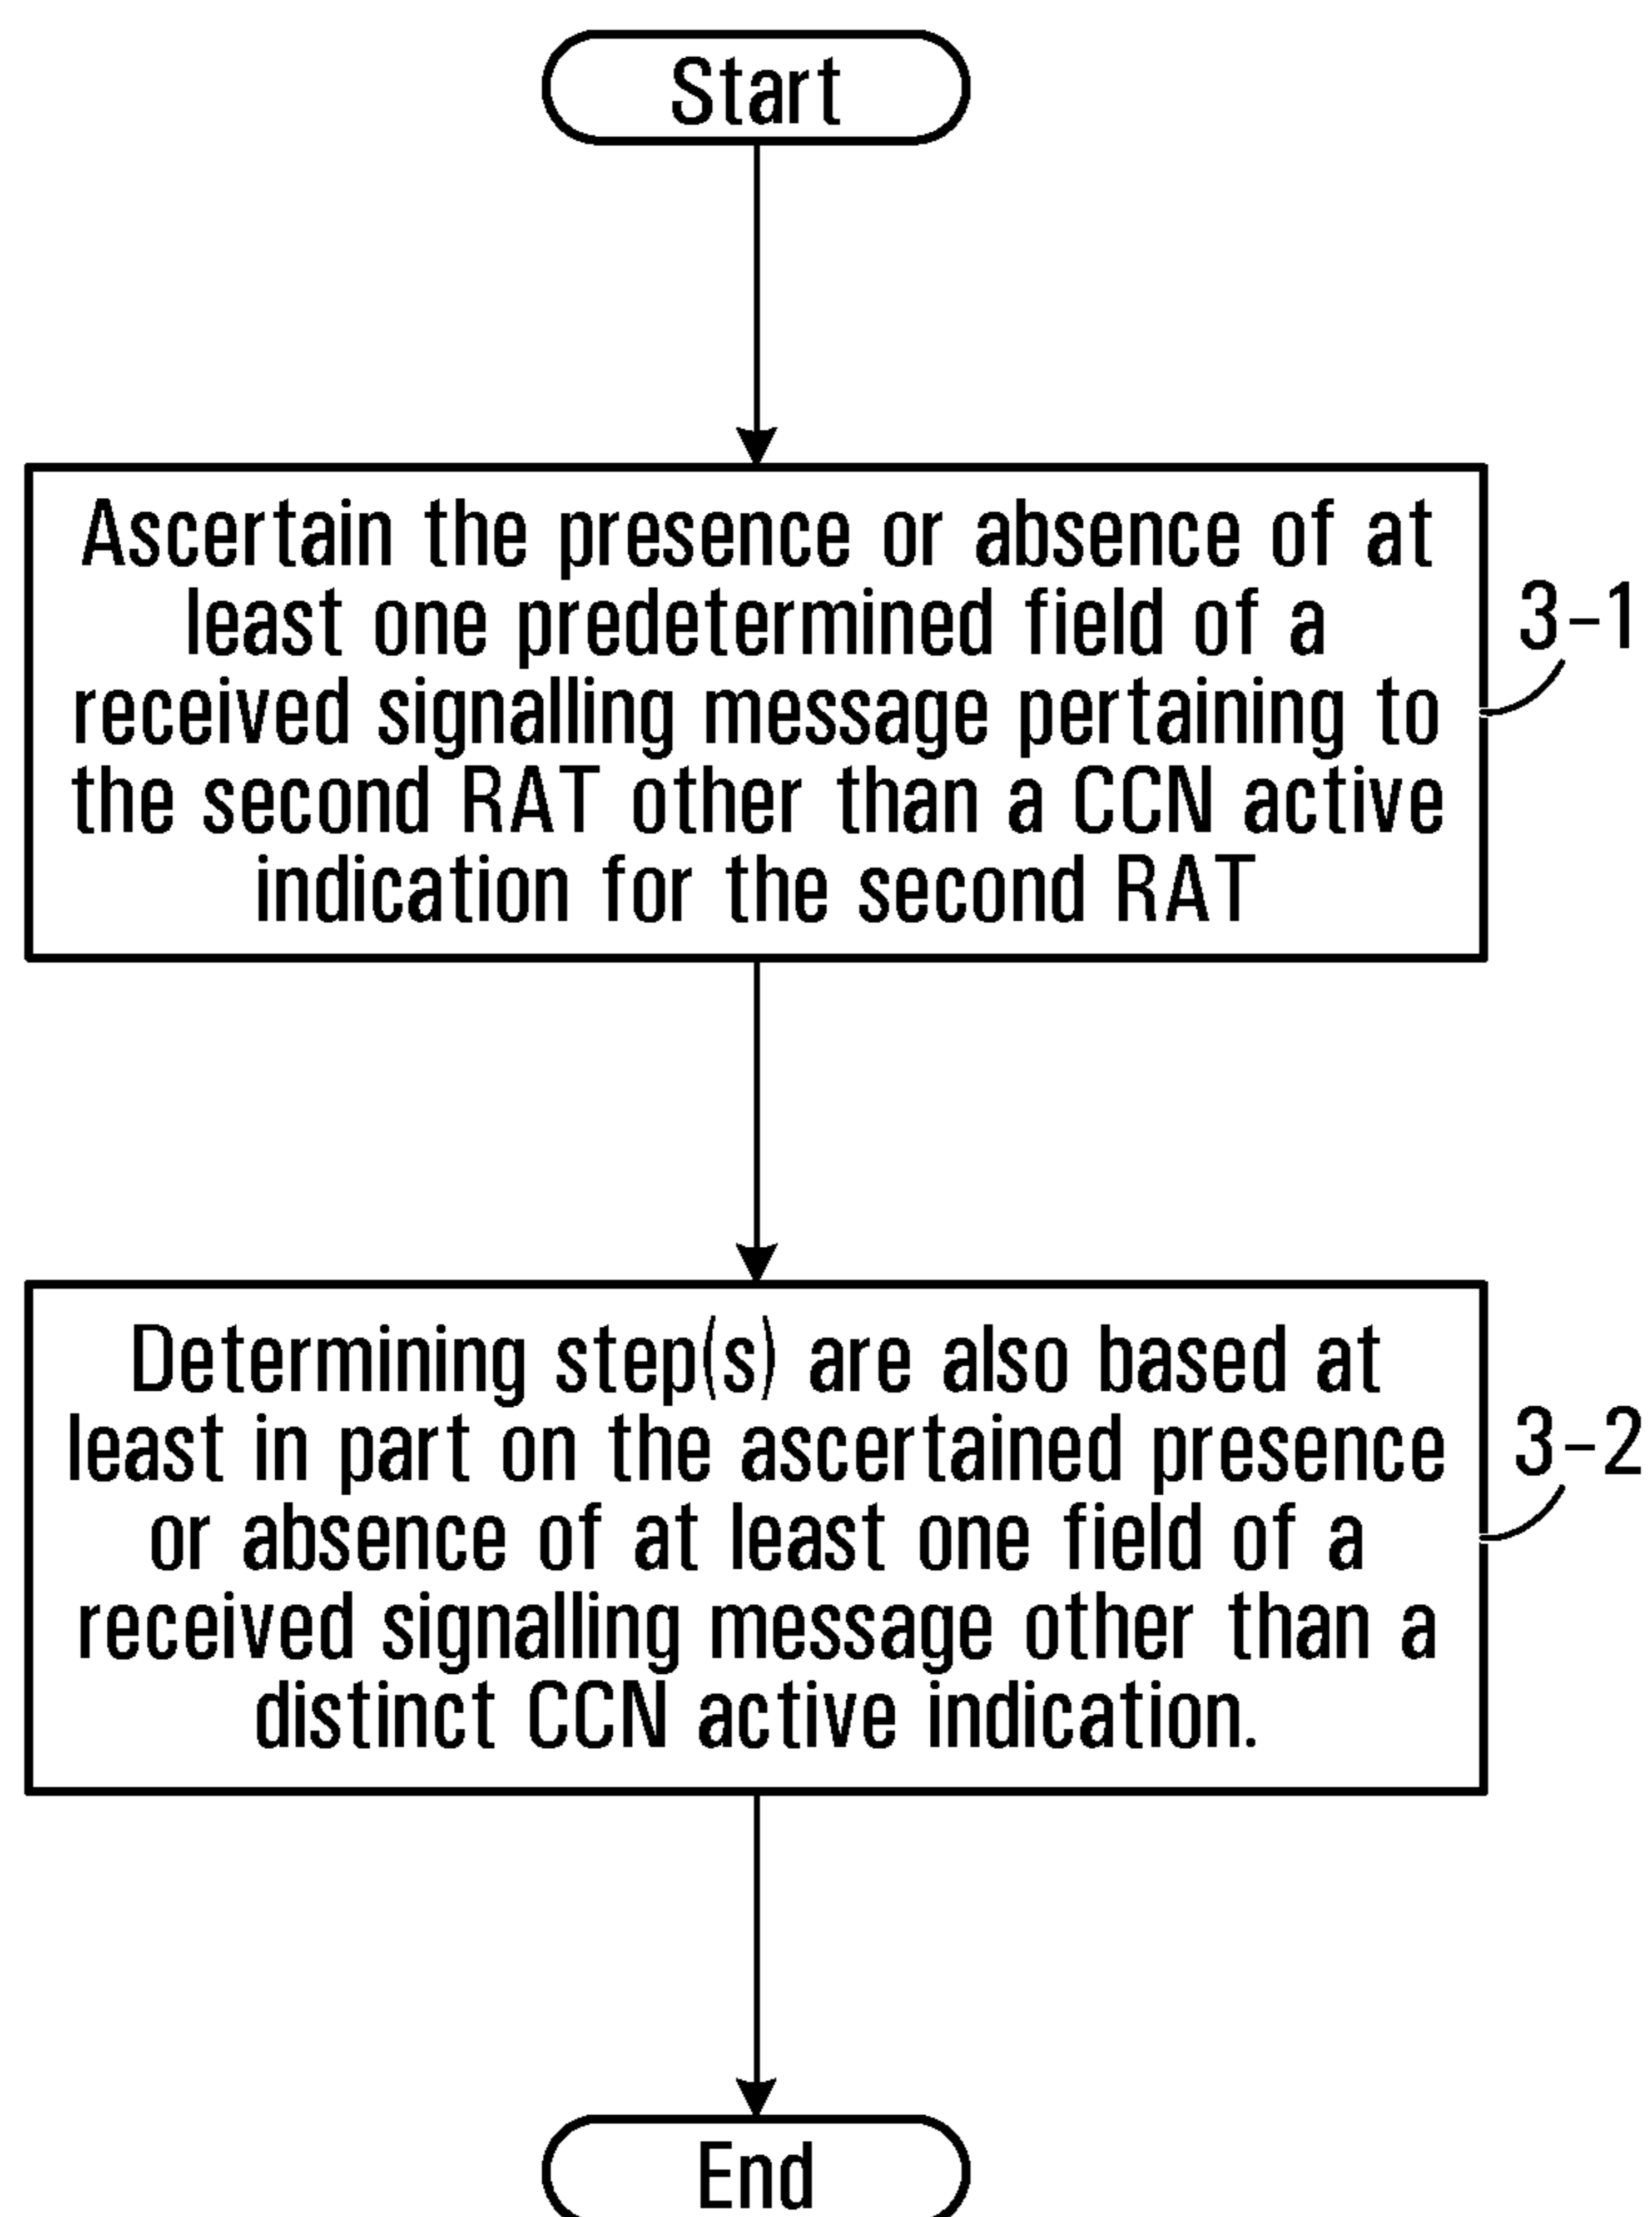 Start
Ascertain the presence or absence of at
least one predetermined field of a
received signalling message pertaining to
the second RAT other than a CCN active
indication for the second RAT
3-1
Determining step(s) are also based at
least in part on the ascertained presence
or absence of at least one field of a
received signalling message other than a
distinct CCN active indication.
3-2
End